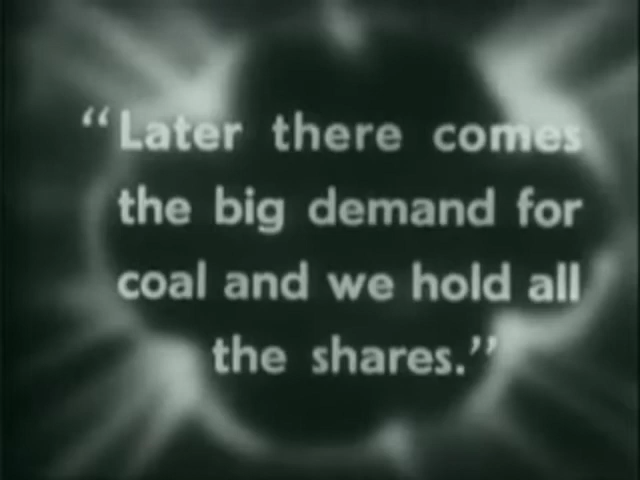 “Later there comes
the big demand for
coal and we hold all
the shares.”